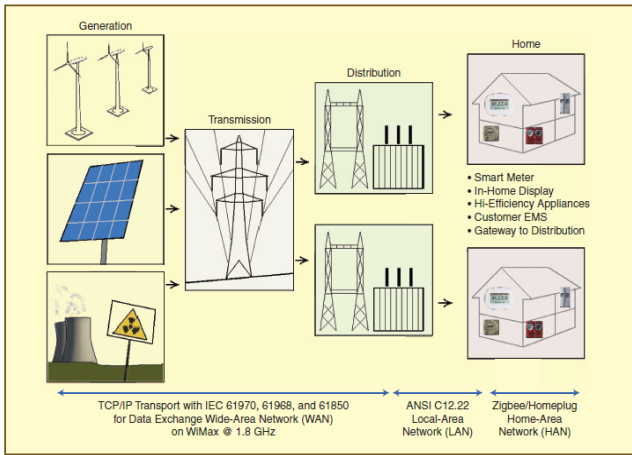 Generation
Home
Distribution
Transmission
• Smart Meter
• In-Home Display
• Hi-Efficiency Appliances
• Customer EMS
• Gateway to Distribution
TCP/IP Transport with IEC 61970, 61968, and 61850
for Data Exchange Wide-Area Network (WAN)
on WiMax @ 1.8 GHz
ANSI C12.22
Local-Area
Network (LAN)
Zigbee/Homeplug
Home-Area
Network (HAN)